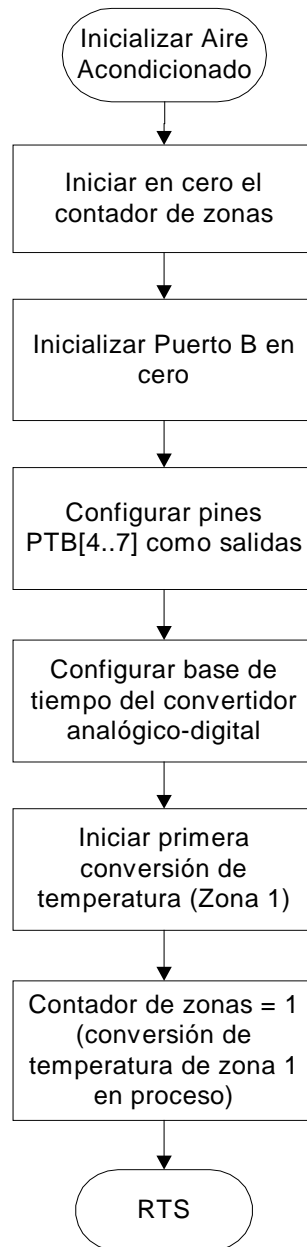 Inicializar Aire
Acondicionado
Iniciar en cero el
contador de zonas
Inicializar Puerto B en
cero
Configurar pines
PTB[4..7] como salidas
Configurar base de
tiempo del convertidor
analógico-digital
Iniciar primera
conversión de
temperatura (Zona 1)
Contador de zonas = 1
(conversión de
temperatura de zona 1
en proceso)
RTS